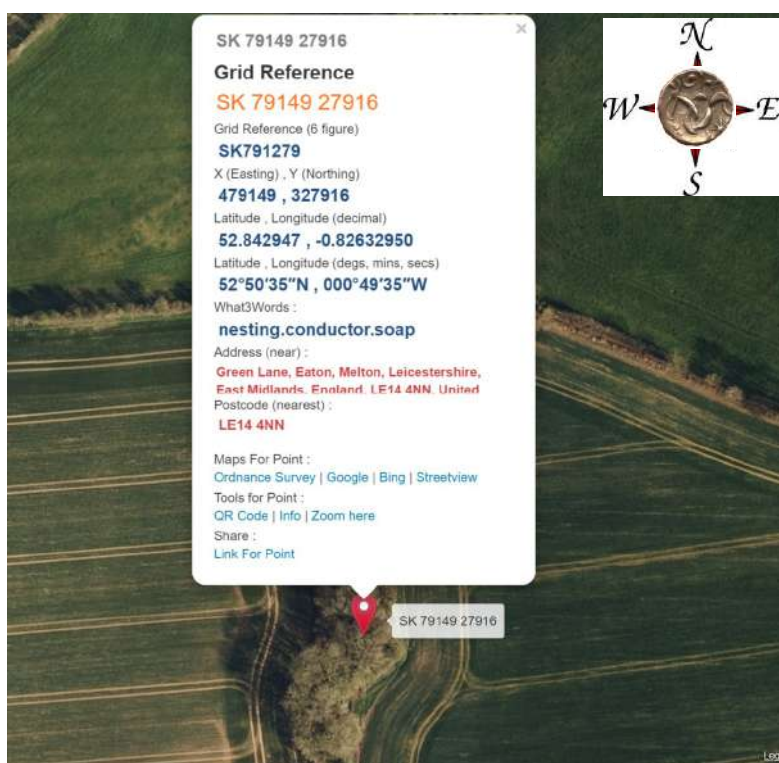 SK 79149 27916
×
Grid Reference
SK 79149 27916
Grid Reference (6 figure)
SK791279
X (Easting) , Y (Northing)
479149 , 327916
Latitude , Longitude (decimal)
52.842947 , -0.82632950
Latitude , Longitude (degs, mins, secs)
52°50′35″N , 000°49′35″W
What3Words :
nesting.conductor.soap
Address (near) :
Green Lane, Eaton, Melton, Leicestershire,
East Midlands, England, LE14 4NN, United
Postcode (nearest) :
LE14 4NN
Maps For Point :
Ordnance Survey | Google | Bing | Streetview
Tools for Point :
QR Code | Info | Zoom here
Share :
Link For Point
N
W E
S
SK 79149 27916